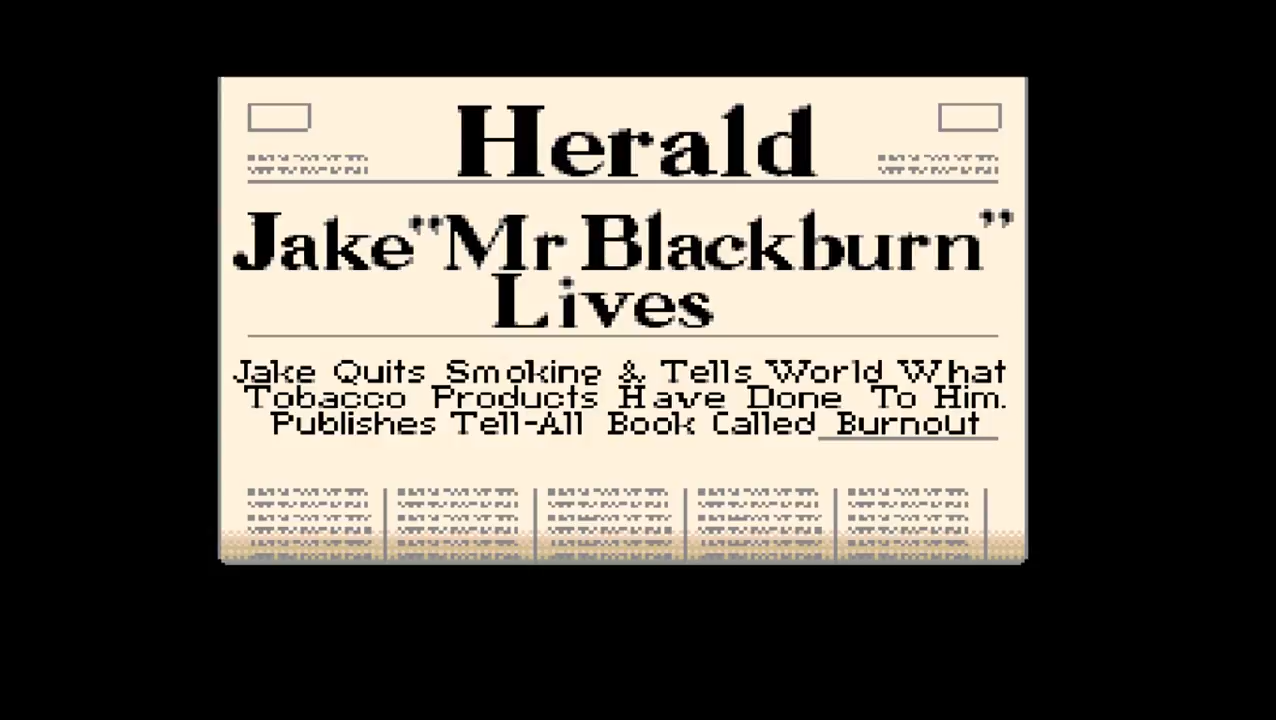 Herald
Jake"Mr Blackburn"
Lives
Jake Quits Smoking & Tells World What
Tobacco Products Have Done To Him.
Publishes Tell-All Book Called Burnout